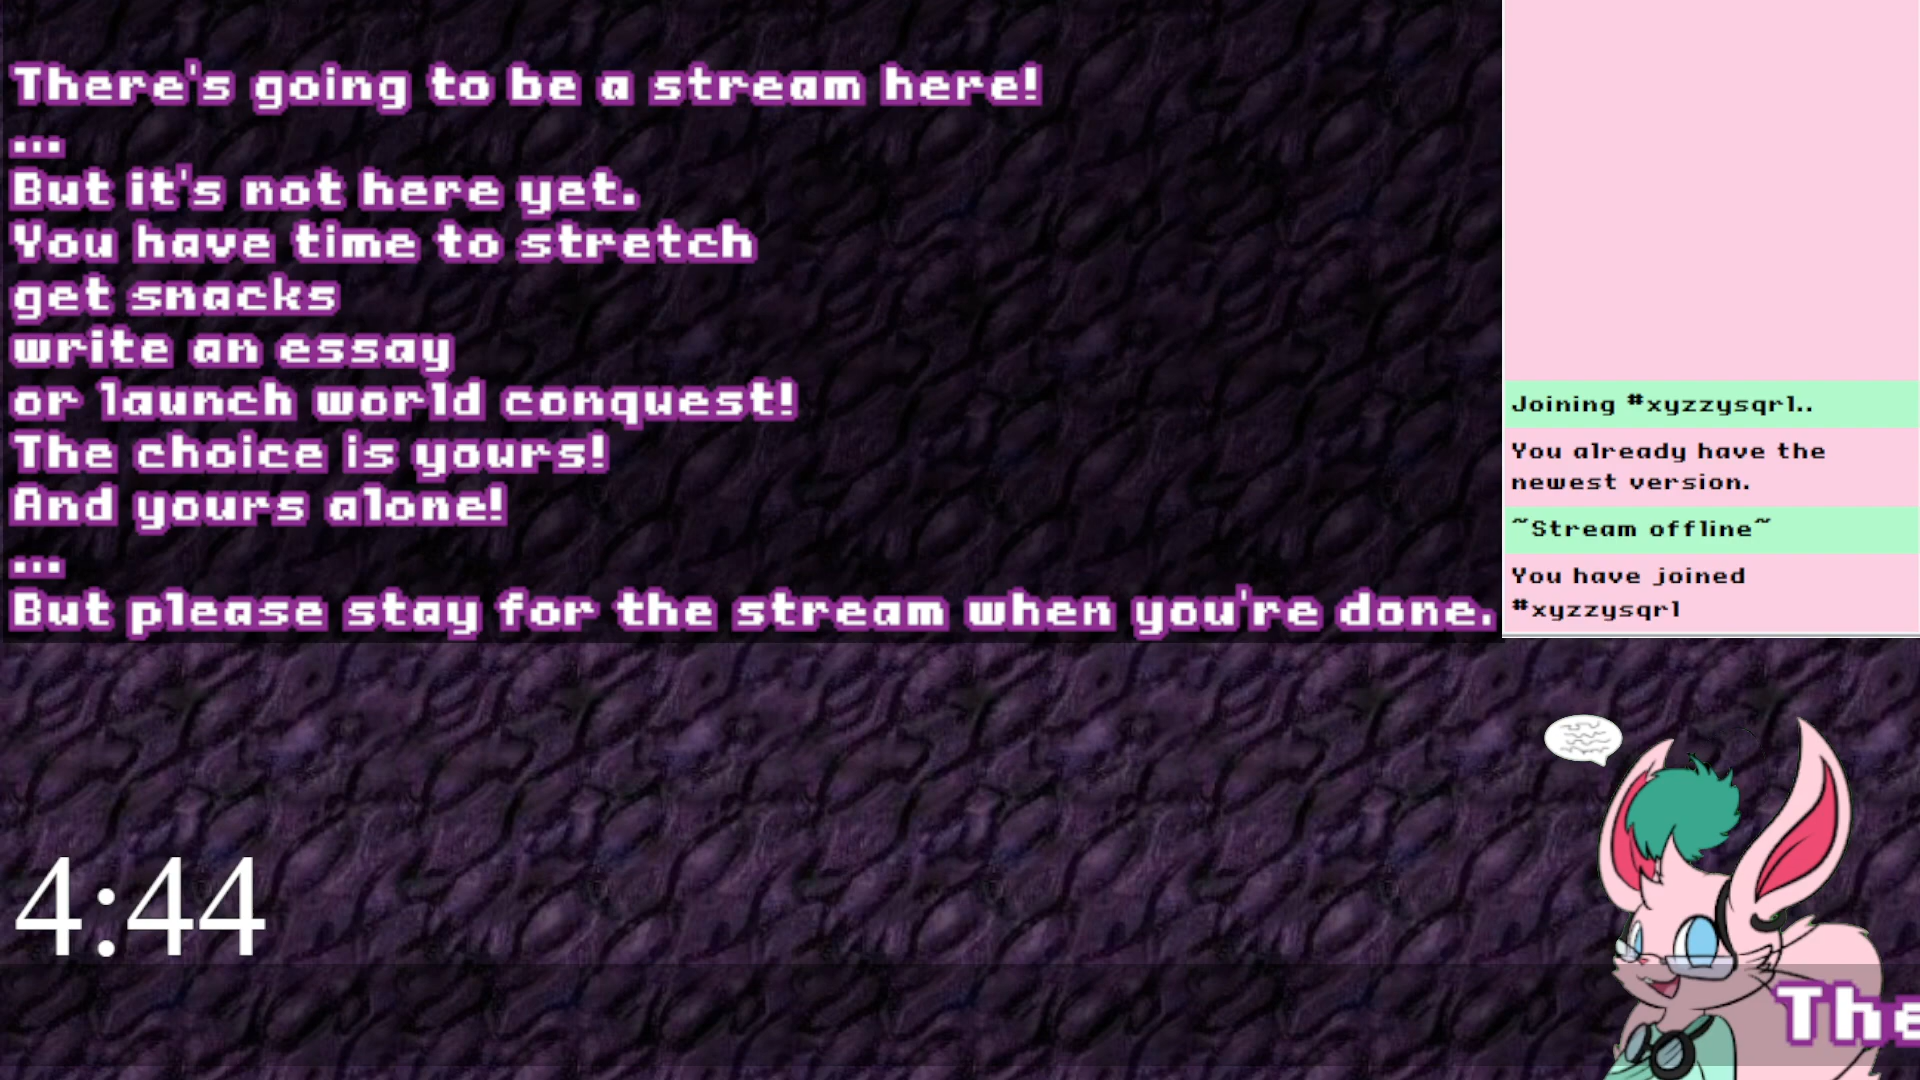 There's going to be a stream here!
...
But it's not here yet.
You have time to stretch
get snacks
write an essay
or launch world conquest!
The choice is yours!
And yours alone!
...
But please stay for the stream when you're done.
Joining #xyzzysqrl..
You already have the
newest version.
~Stream offline~
You have joined
#xyzzysqrl
4:44
The